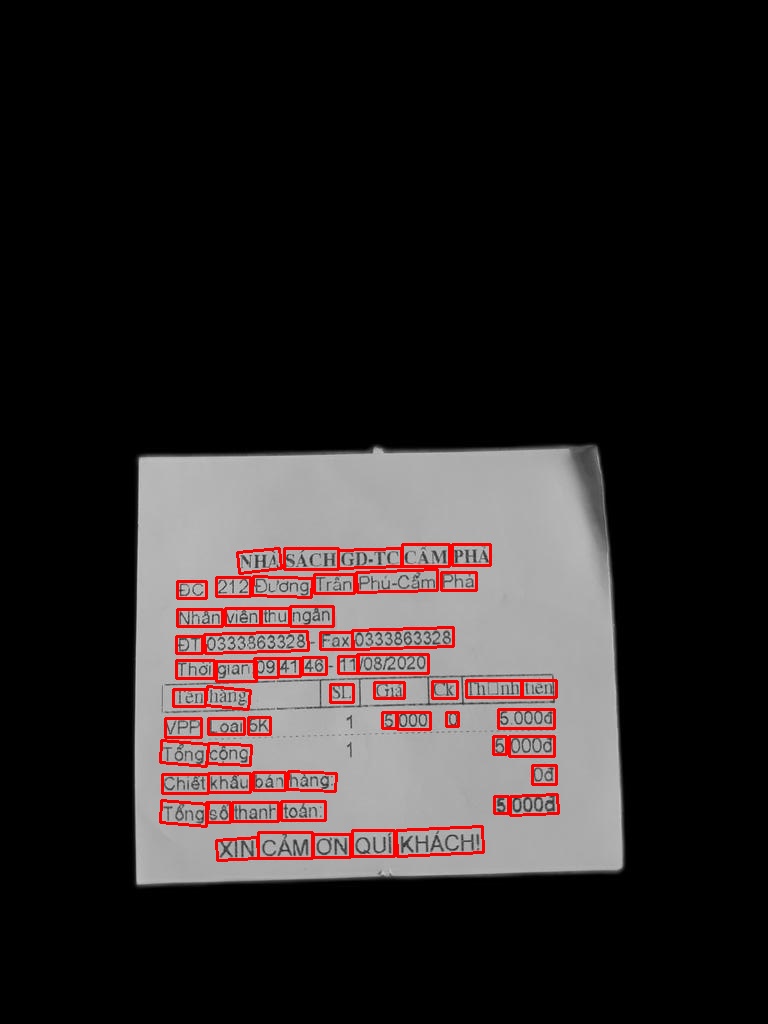 NHÀ SÁCH GD-TC CẨM PHẢ
ĐC 212 Đường Trần Phú-Cẩm Phả
Nhân viên thu ngân
ĐT 0333863328 - Fax 0333863328
Thời gian 09 41 46 - 11/08/2020
Tên hàng SL Giá Ck Th□nh tiền
VPP Loại 5K 1 5.000 0 5.000đ
Tổng cộng 1 5.000đ
Chiết khấu bán hàng: 0đ
Tổng số thanh toán: 5.000đ
XIN CẢM ƠN QUÍ KHÁCH!